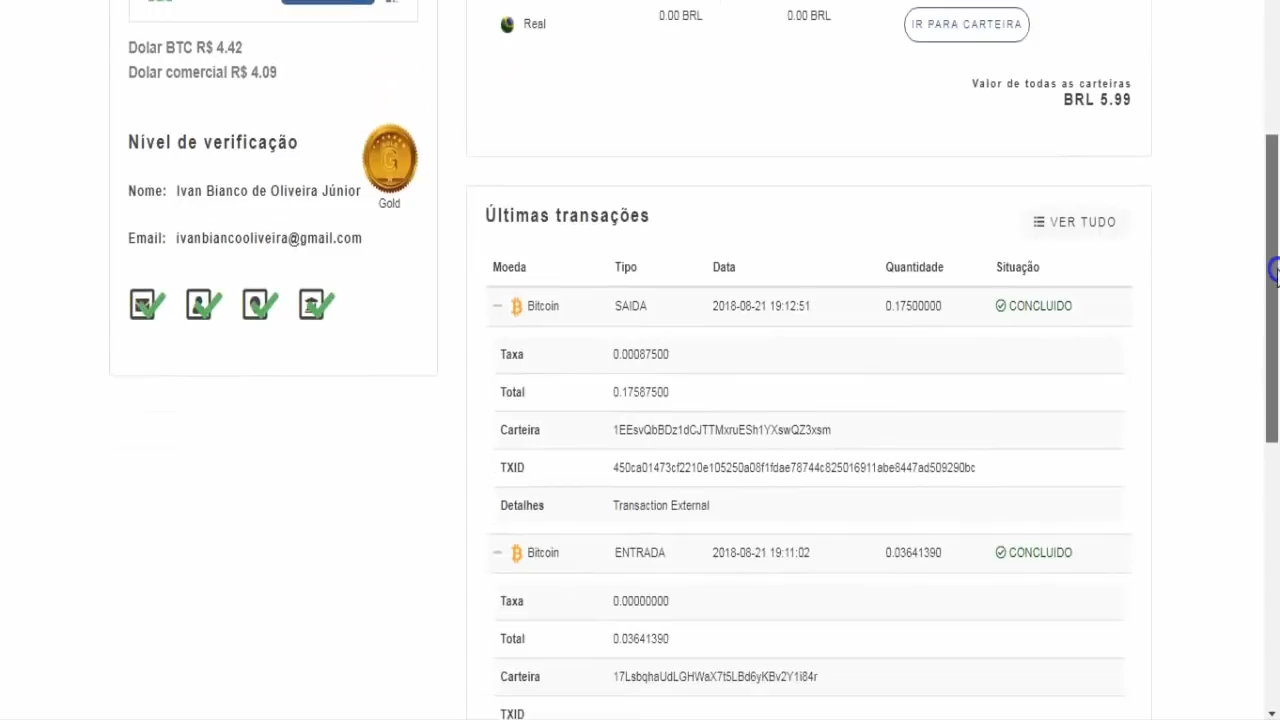 Dolar BTC R$ 4.42
Dolar comercial R$ 4.09
Nível de verificação
Nome: Ivan Bianco de Oliveira Júnior
Gold
Email: ivanbiancooliveira@gmail.com
Real 0.00 BRL 0.00 BRL IR PARA CARTEIRA
Valor de todas as carteiras
BRL 5.99
Últimas transações
VER TUDO
Moeda Tipo Data Quantidade Situação
Bitcoin SAIDA 2018-08-21 19:12:51 0.17500000 CONCLUIDO
Taxa 0.00087500
Total 0.17587500
Carteira 1EEsvQbBDz1dCJTTMxruESh1YXswQZ3xsm
TXID 450ca01473cf2210e105250a08f1fdae78744c825016911abe8447ad509290bc
Detalhes Transaction External
Bitcoin ENTRADA 2018-08-21 19:11:02 0.03641390 CONCLUIDO
Taxa 0.00000000
Total 0.03641390
Carteira 17LsbqhaUdLGHWaX7t5LBd6yKBv2Y1i84r
TXID